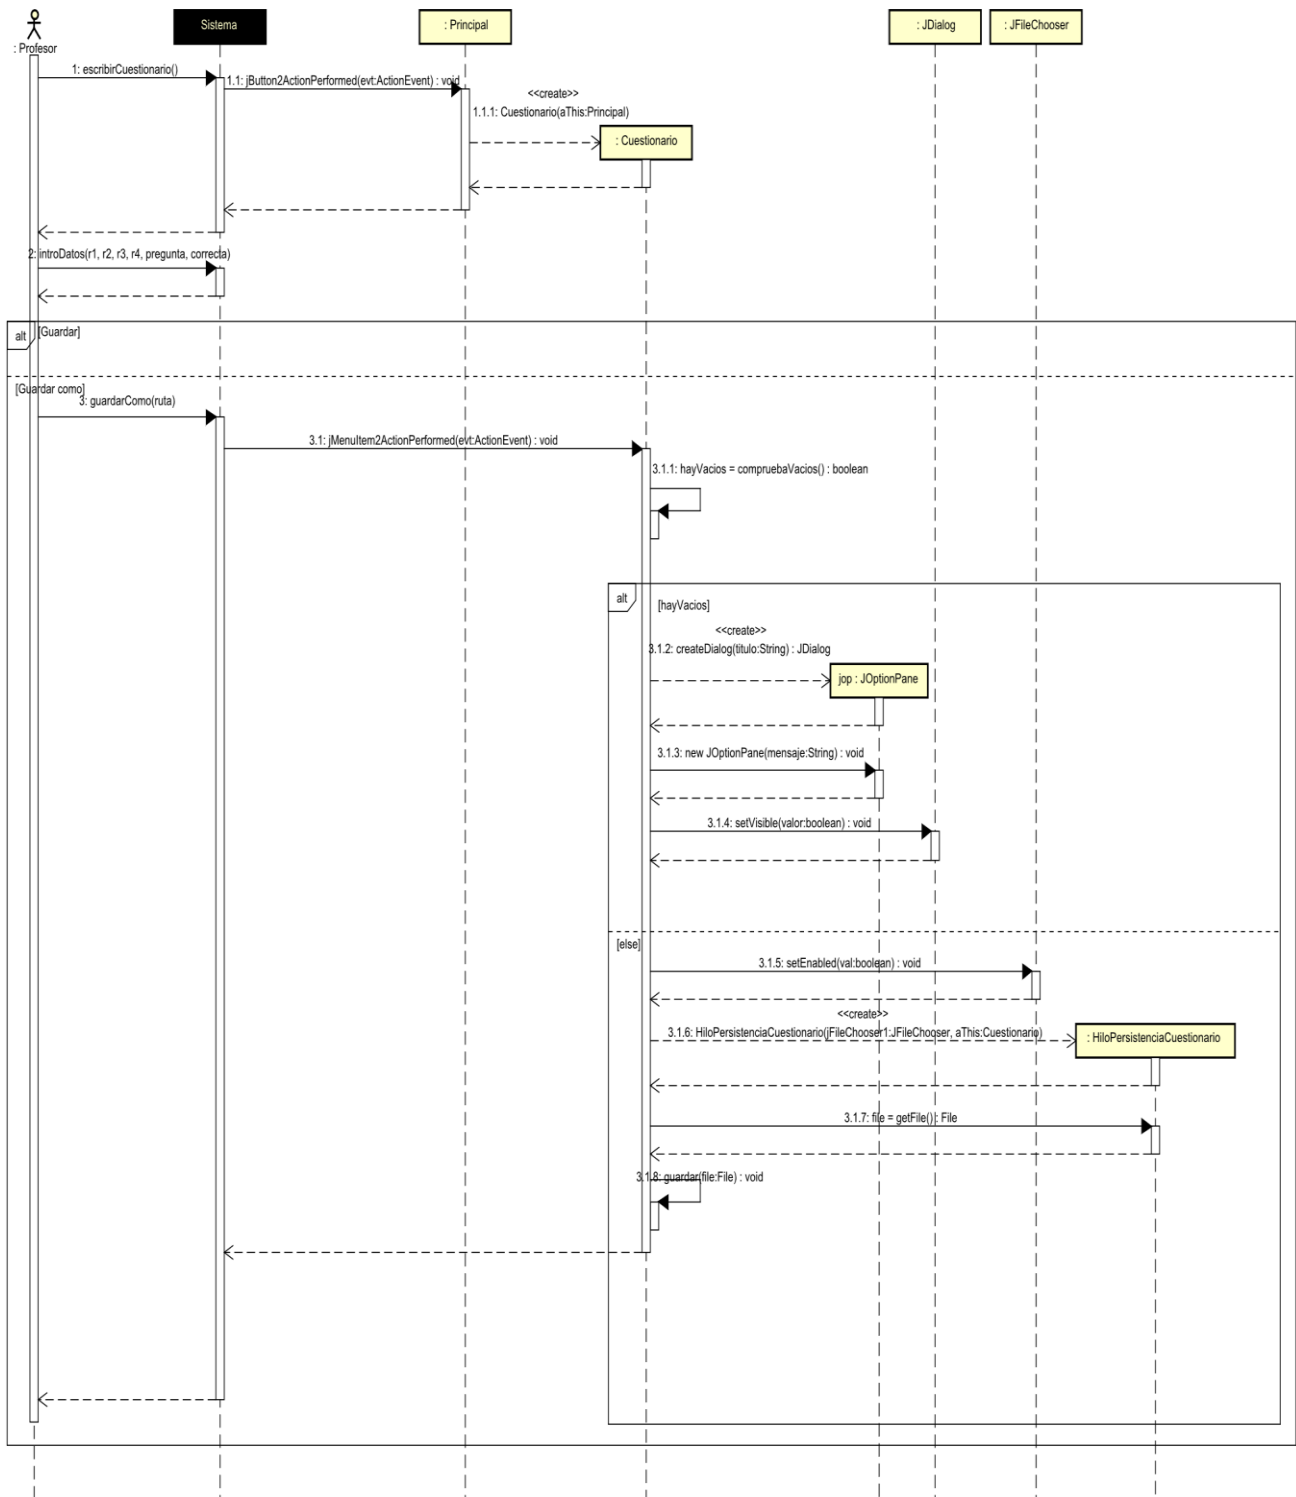 Sistema
: Principal
: JDialog
: JFileChooser
: Profesor
1: escribirCuestionario()
1.1: jButton2ActionPerformed(evt:ActionEvent) : void
<<create>>
1.1.1: Cuestionario(aThis:Principal)
: Cuestionario
2: introDatos(r1, r2, r3, r4, pregunta, correcta)
alt
[Guardar]
[Guardar como]
3: guardarComo(ruta)
3.1: jMenuItem2ActionPerformed(evt:ActionEvent) : void
3.1.1: hayVacios = compruebaVacios() : boolean
alt
[hayVacios]
<<create>>
3.1.2: createDialog(titulo:String) : JDialog
jop : JOptionPane
3.1.3: new JOptionPane(mensaje:String) : void
3.1.4: setVisible(valor:boolean) : void
[else]
3.1.5: setEnabled(val:boolean) : void
<<create>>
3.1.6: HiloPersistenciaCuestionario(jFileChooser1:JFileChooser, aThis:Cuestionario)
: HiloPersistenciaCuestionario
3.1.7: file = getFile() : File
3.1.8: guardar(file:File) : void